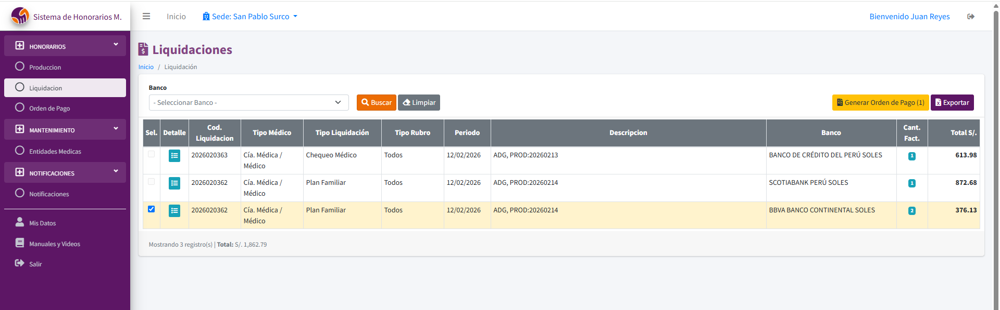 Sistema de Honorarios M.
Inicio
Sede: San Pablo Surco
Bienvenido Juan Reyes
HONORARIOS
Produccion
Liquidacion
Orden de Pago
MANTENIMIENTO
Entidades Medicas
NOTIFICACIONES
Notificaciones
Mis Datos
Manuales y Videos
Salir
Liquidaciones
Inicio / Liquidación
Banco
- Seleccionar Banco -
Buscar
Limpiar
Generar Orden de Pago (1)
Exportar
Sel. Detalle Cod. Liquidacion Tipo Médico Tipo Liquidación Tipo Rubro Periodo Descripcion Banco Cant. Fact. Total S/.
2026020363 Cía. Médica / Médico Chequeo Médico Todos 12/02/2026 ADG, PROD:20260213 BANCO DE CRÉDITO DEL PERÚ SOLES 1 613.98
2026020362 Cía. Médica / Médico Plan Familiar Todos 12/02/2026 ADG, PROD:20260214 SCOTIABANK PERÚ SOLES 1 872.68
2026020362 Cía. Médica / Médico Plan Familiar Todos 12/02/2026 ADG, PROD:20260214 BBVA BANCO CONTINENTAL SOLES 2 376.13
Mostrando 3 registro(s) | Total: S/. 1,862.79